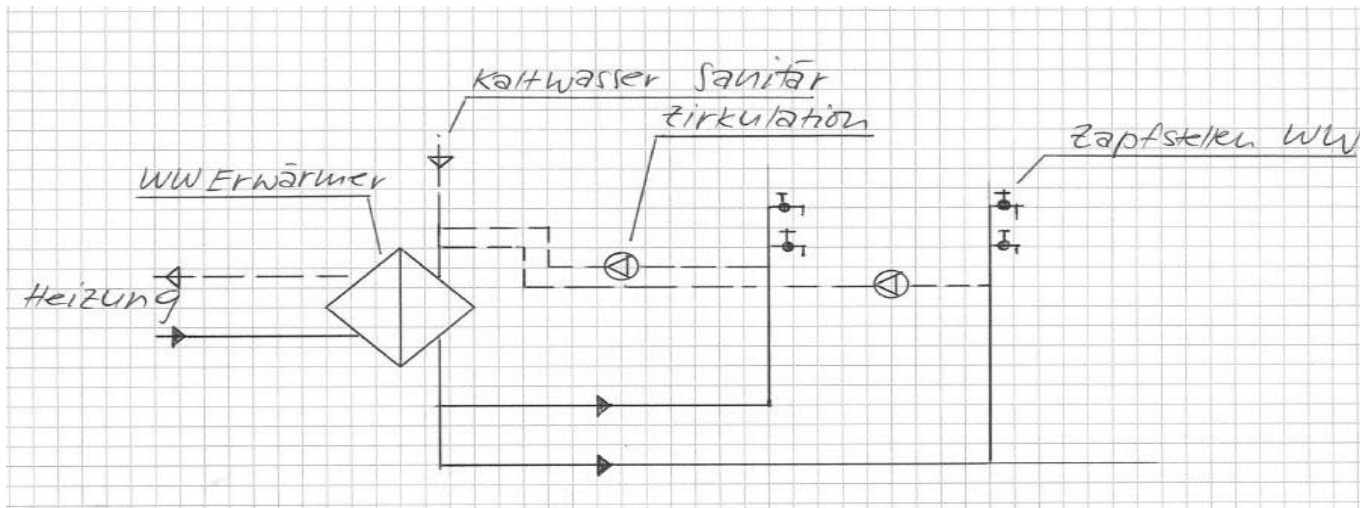 Kaltwasser Sanitär
Zirkulation
Zapfstellen WW
WW Erwärmer
Heizung